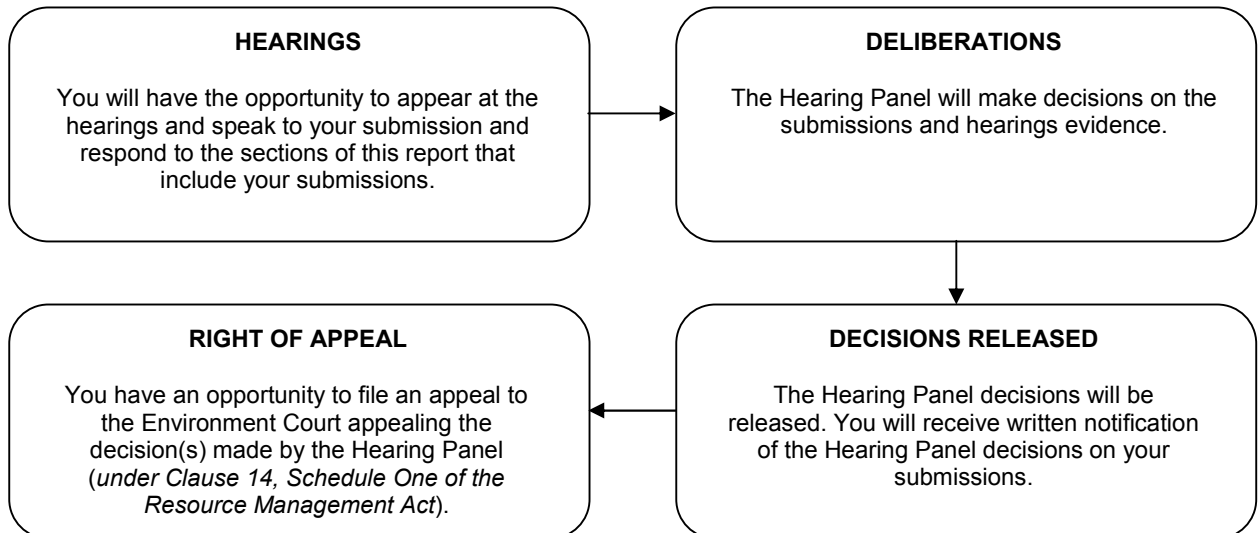 HEARINGS
You will have the opportunity to appear at the
hearings and speak to your submission and
respond to the sections of this report that
include your submissions.
DELIBERATIONS
The Hearing Panel will make decisions on the
submissions and hearings evidence.
DECISIONS RELEASED
The Hearing Panel decisions will be
released. You will receive written notification
of the Hearing Panel decisions on your
submissions.
RIGHT OF APPEAL
You have an opportunity to file an appeal to
the Environment Court appealing the
decision(s) made by the Hearing Panel
(under Clause 14, Schedule One of the
Resource Management Act).